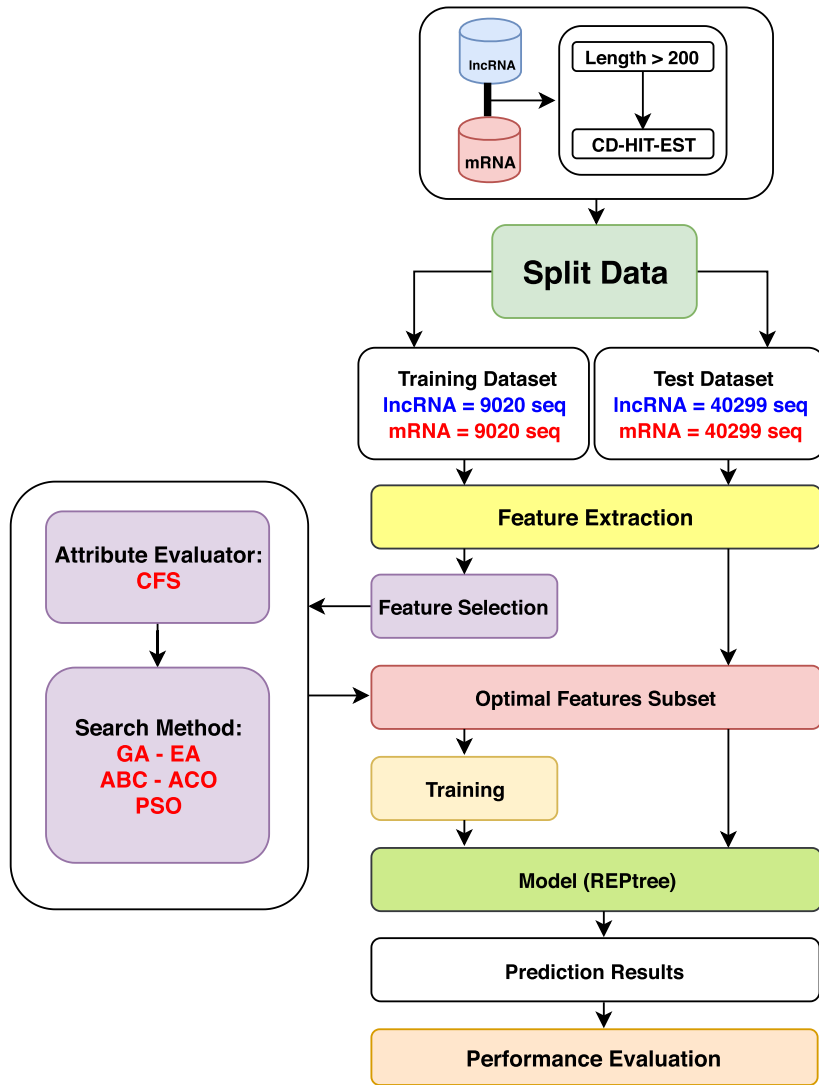 lncRNA
mRNA
Length > 200
CD-HIT-EST
Split Data
Training Dataset
lncRNA = 9020 seq
mRNA = 9020 seq
Test Dataset
lncRNA = 40299 seq
mRNA = 40299 seq
Feature Extraction
Attribute Evaluator:
CFS
Feature Selection
Search Method:
GA - EA
ABC - ACO
PSO
Optimal Features Subset
Training
Model (REPtree)
Prediction Results
Performance Evaluation